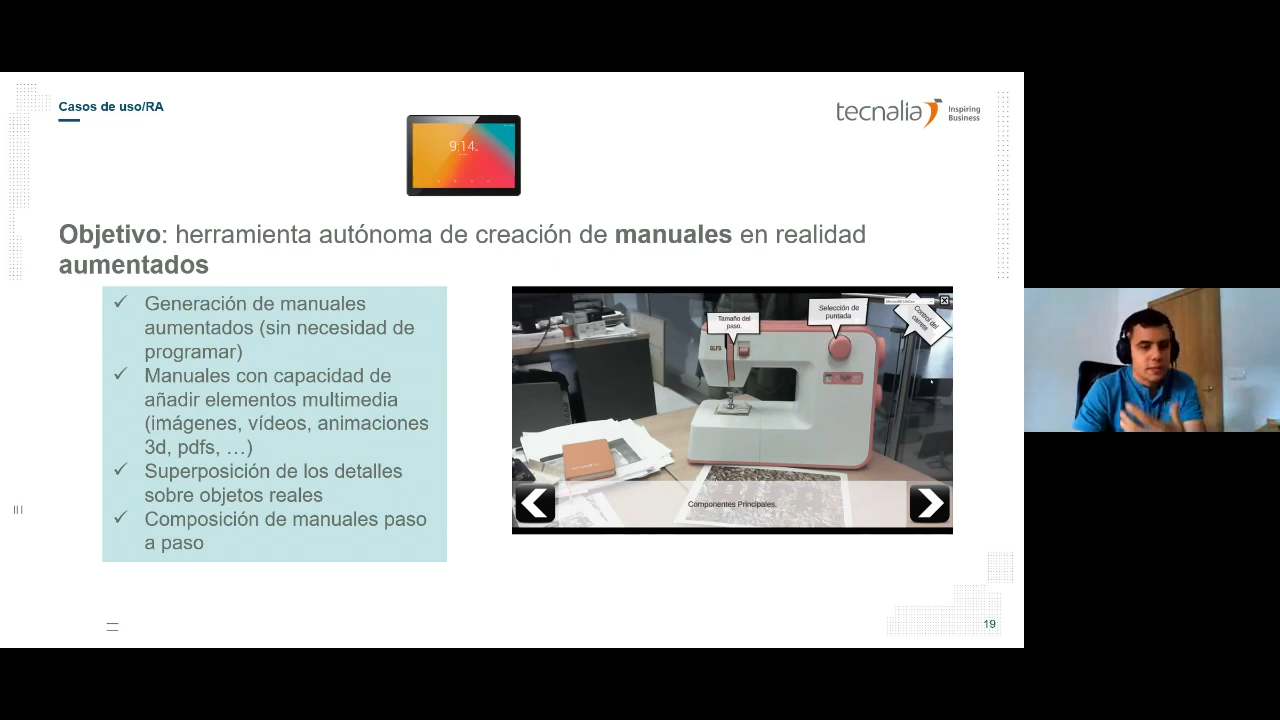 Casos de uso/RA
tecnalia
Inspiring
Business
9:14
Objetivo: herramienta autónoma de creación de manuales en realidad
aumentados
✓ Generación de manuales
aumentados (sin necesidad de
programar)
✓ Manuales con capacidad de
añadir elementos multimedia
(imágenes, vídeos, animaciones
3d, pdfs, …)
✓ Superposición de los detalles
sobre objetos reales
✓ Composición de manuales paso
a paso
Tamaño del
paso.
Selección de
puntada
Control del
carrete
Componentes Principales.
19